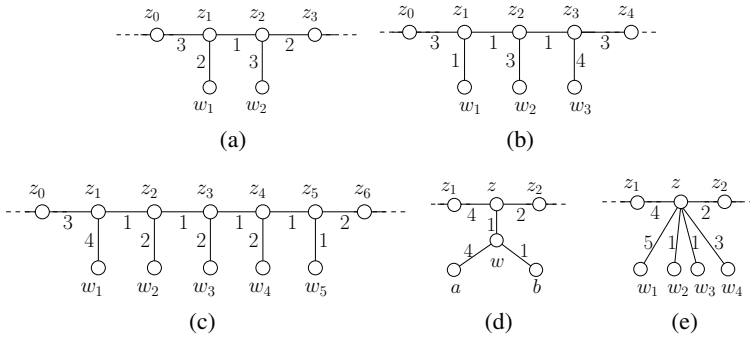 z₀ z₁ z₂ z₃
3 1 2
2 3
w₁ w₂
(a)
z₀ z₁ z₂ z₃ z₄
3 1 1 3
1 3 4
w₁ w₂ w₃
(b)
z₀ z₁ z₂ z₃ z₄ z₅ z₆
3 1 1 1 1 2
4 2 2 2 1
w₁ w₂ w₃ w₄ w₅
(c)
z₁ z z₂
4 2
1
4 w 1
a b
(d)
z₁ z z₂
4 2
5 1 1 3
w₁ w₂ w₃ w₄
(e)